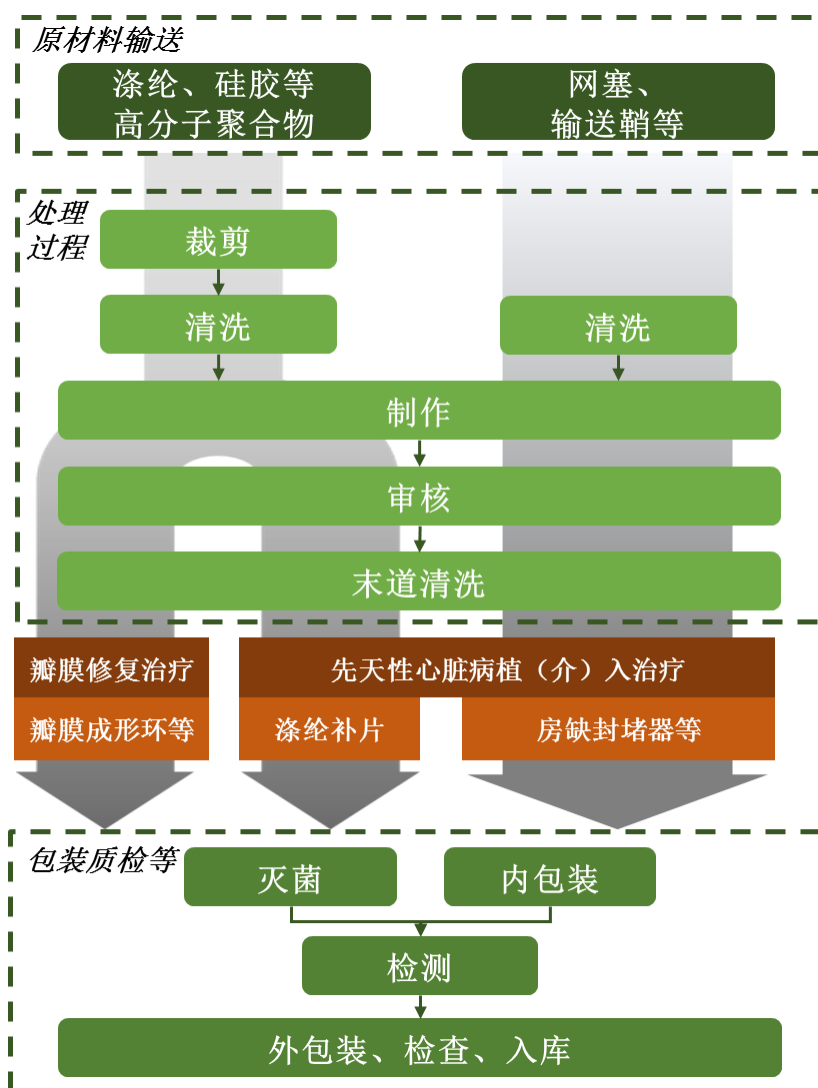 原材料输送
涤纶、硅胶等
高分子聚合物
网塞、
输送鞘等
处理
过程
裁剪
清洗
清洗
制作
审核
末道清洗
瓣膜修复治疗
先天性心脏病植（介）入治疗
瓣膜成形环等
涤纶补片
房缺封堵器等
包装质检等
灭菌
内包装
检测
外包装、检查、入库